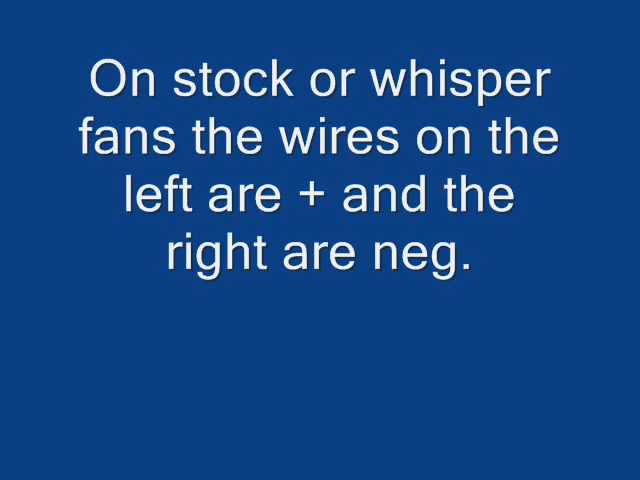 On stock or whisper
fans the wires on the
left are + and the
right are neg.